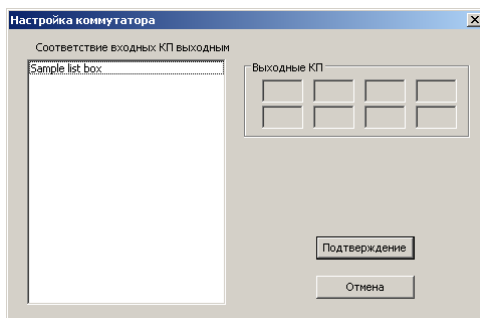 Настройка коммутатора
Соответствие входных КП выходным
Sample list box
Выходные КП
Подтверждение
Отмена